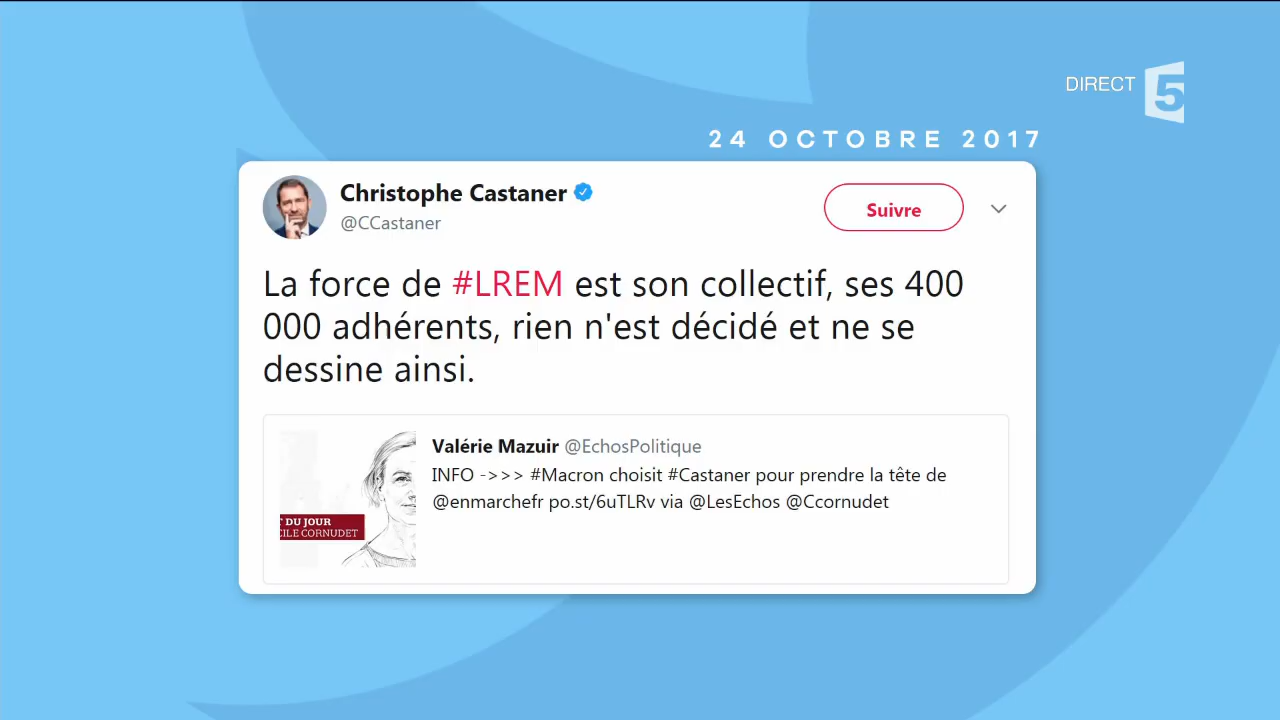 DIRECT 5
24 OCTOBRE 2017
Christophe Castaner
@CCastaner
Suivre
La force de #LREM est son collectif, ses 400
000 adhérents, rien n'est décidé et ne se
dessine ainsi.
Valérie Mazuir @EchosPolitique
INFO ->>> #Macron choisit #Castaner pour prendre la tête de
@enmarchefr po.st/6uTLRv via @LesEchos @Ccornudet
T DU JOUR
CILE CORNUDET